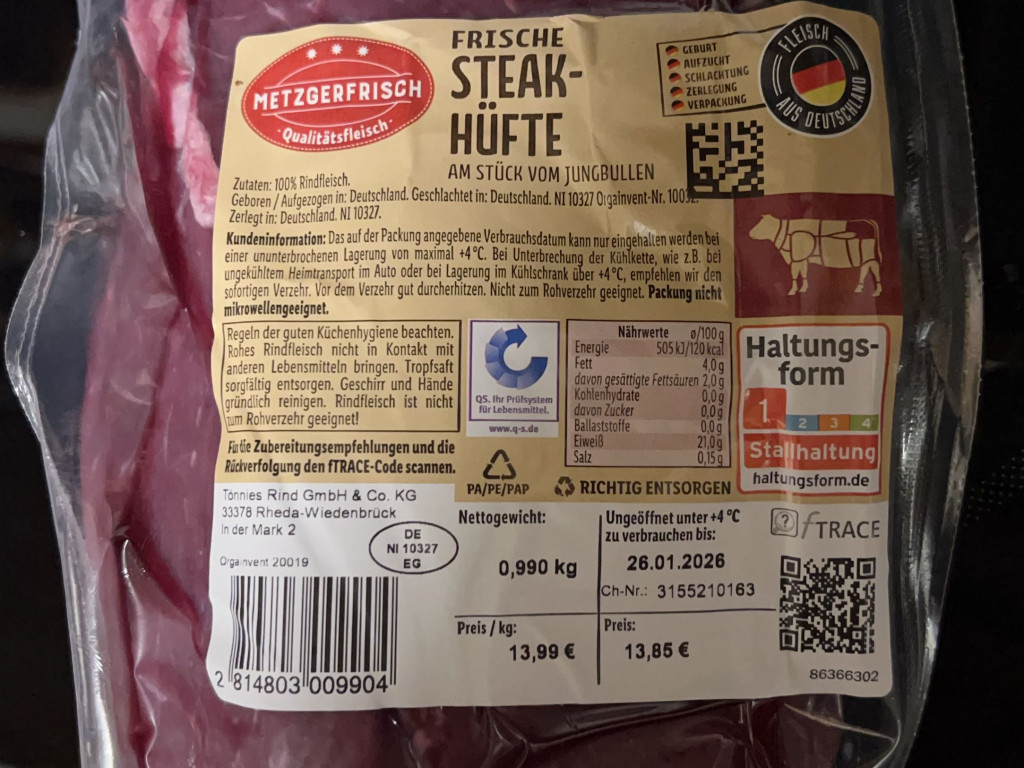 METZGERFRISCH
· Qualitätsfleisch ·
FRISCHE
STEAK-
HÜFTE
AM STÜCK VOM JUNGBULLEN
GEBURT
AUFZUCHT
SCHLACHTUNG
ZERLEGUNG
VERPACKUNG
FLEISCH
AUS DEUTSCHLAND
Zutaten: 100% Rindfleisch.
Geboren / Aufgezogen in: Deutschland. Geschlachtet in: Deutschland. NI 10327 Orgainvent-Nr.
Zerlegt in: Deutschland. NI 10327.
Kundeninformation: Das auf der Packung angegebene Verbrauchsdatum kann nur eingehalten werden bei
einer ununterbrochenen Lagerung von maximal +4°C. Bei Unterbrechung der Kühlkette, wie z.B. bei
ungekühltem Heimtransport im Auto oder bei Lagerung im Kühlschrank über +4°C, empfehlen wir den
sofortigen Verzehr. Vor dem Verzehr gut durcherhitzen. Nicht zum Rohverzehr geeignet. Packung nicht
mikrowellengeeignet.
Regeln der guten Küchenhygiene beachten.
Rohes Rindfleisch nicht in Kontakt mit
anderen Lebensmitteln bringen. Tropfsaft
sorgfältig entsorgen. Geschirr und Hände
gründlich reinigen. Rindfleisch ist nicht
zum Rohverzehr geeignet!
QS. Ihr Prüfsystem
für Lebensmittel.
www.q-s.de
Nährwerte ø/100 g
Energie 505 kJ/120 kcal
Fett 4,0 g
davon gesättigte Fettsäuren 2,0 g
Kohlenhydrate 0,0 g
davon Zucker 0,0 g
Ballaststoffe 0,0 g
Eiweiß 21,0 g
Salz 0,15 g
Haltungs-
form
1 2 3 4
Stallhaltung
haltungsform.de
Für die Zubereitungsempfehlungen und die
Rückverfolgung den fTRACE-Code scannen.
PA/PE/PAP
RICHTIG ENTSORGEN
Tönnies Rind GmbH & Co. KG
33378 Rheda-Wiedenbrück
In der Mark 2
DE
NI 10327
EG
Orgainvent 20019
2 814803 009904
Nettogewicht:
0,990 kg
Ungeöffnet unter +4 °C
zu verbrauchen bis:
26.01.2026
Ch-Nr.: 3155210163
Preis / kg:
13,99 €
Preis:
13,85 €
? fTRACE
86366302